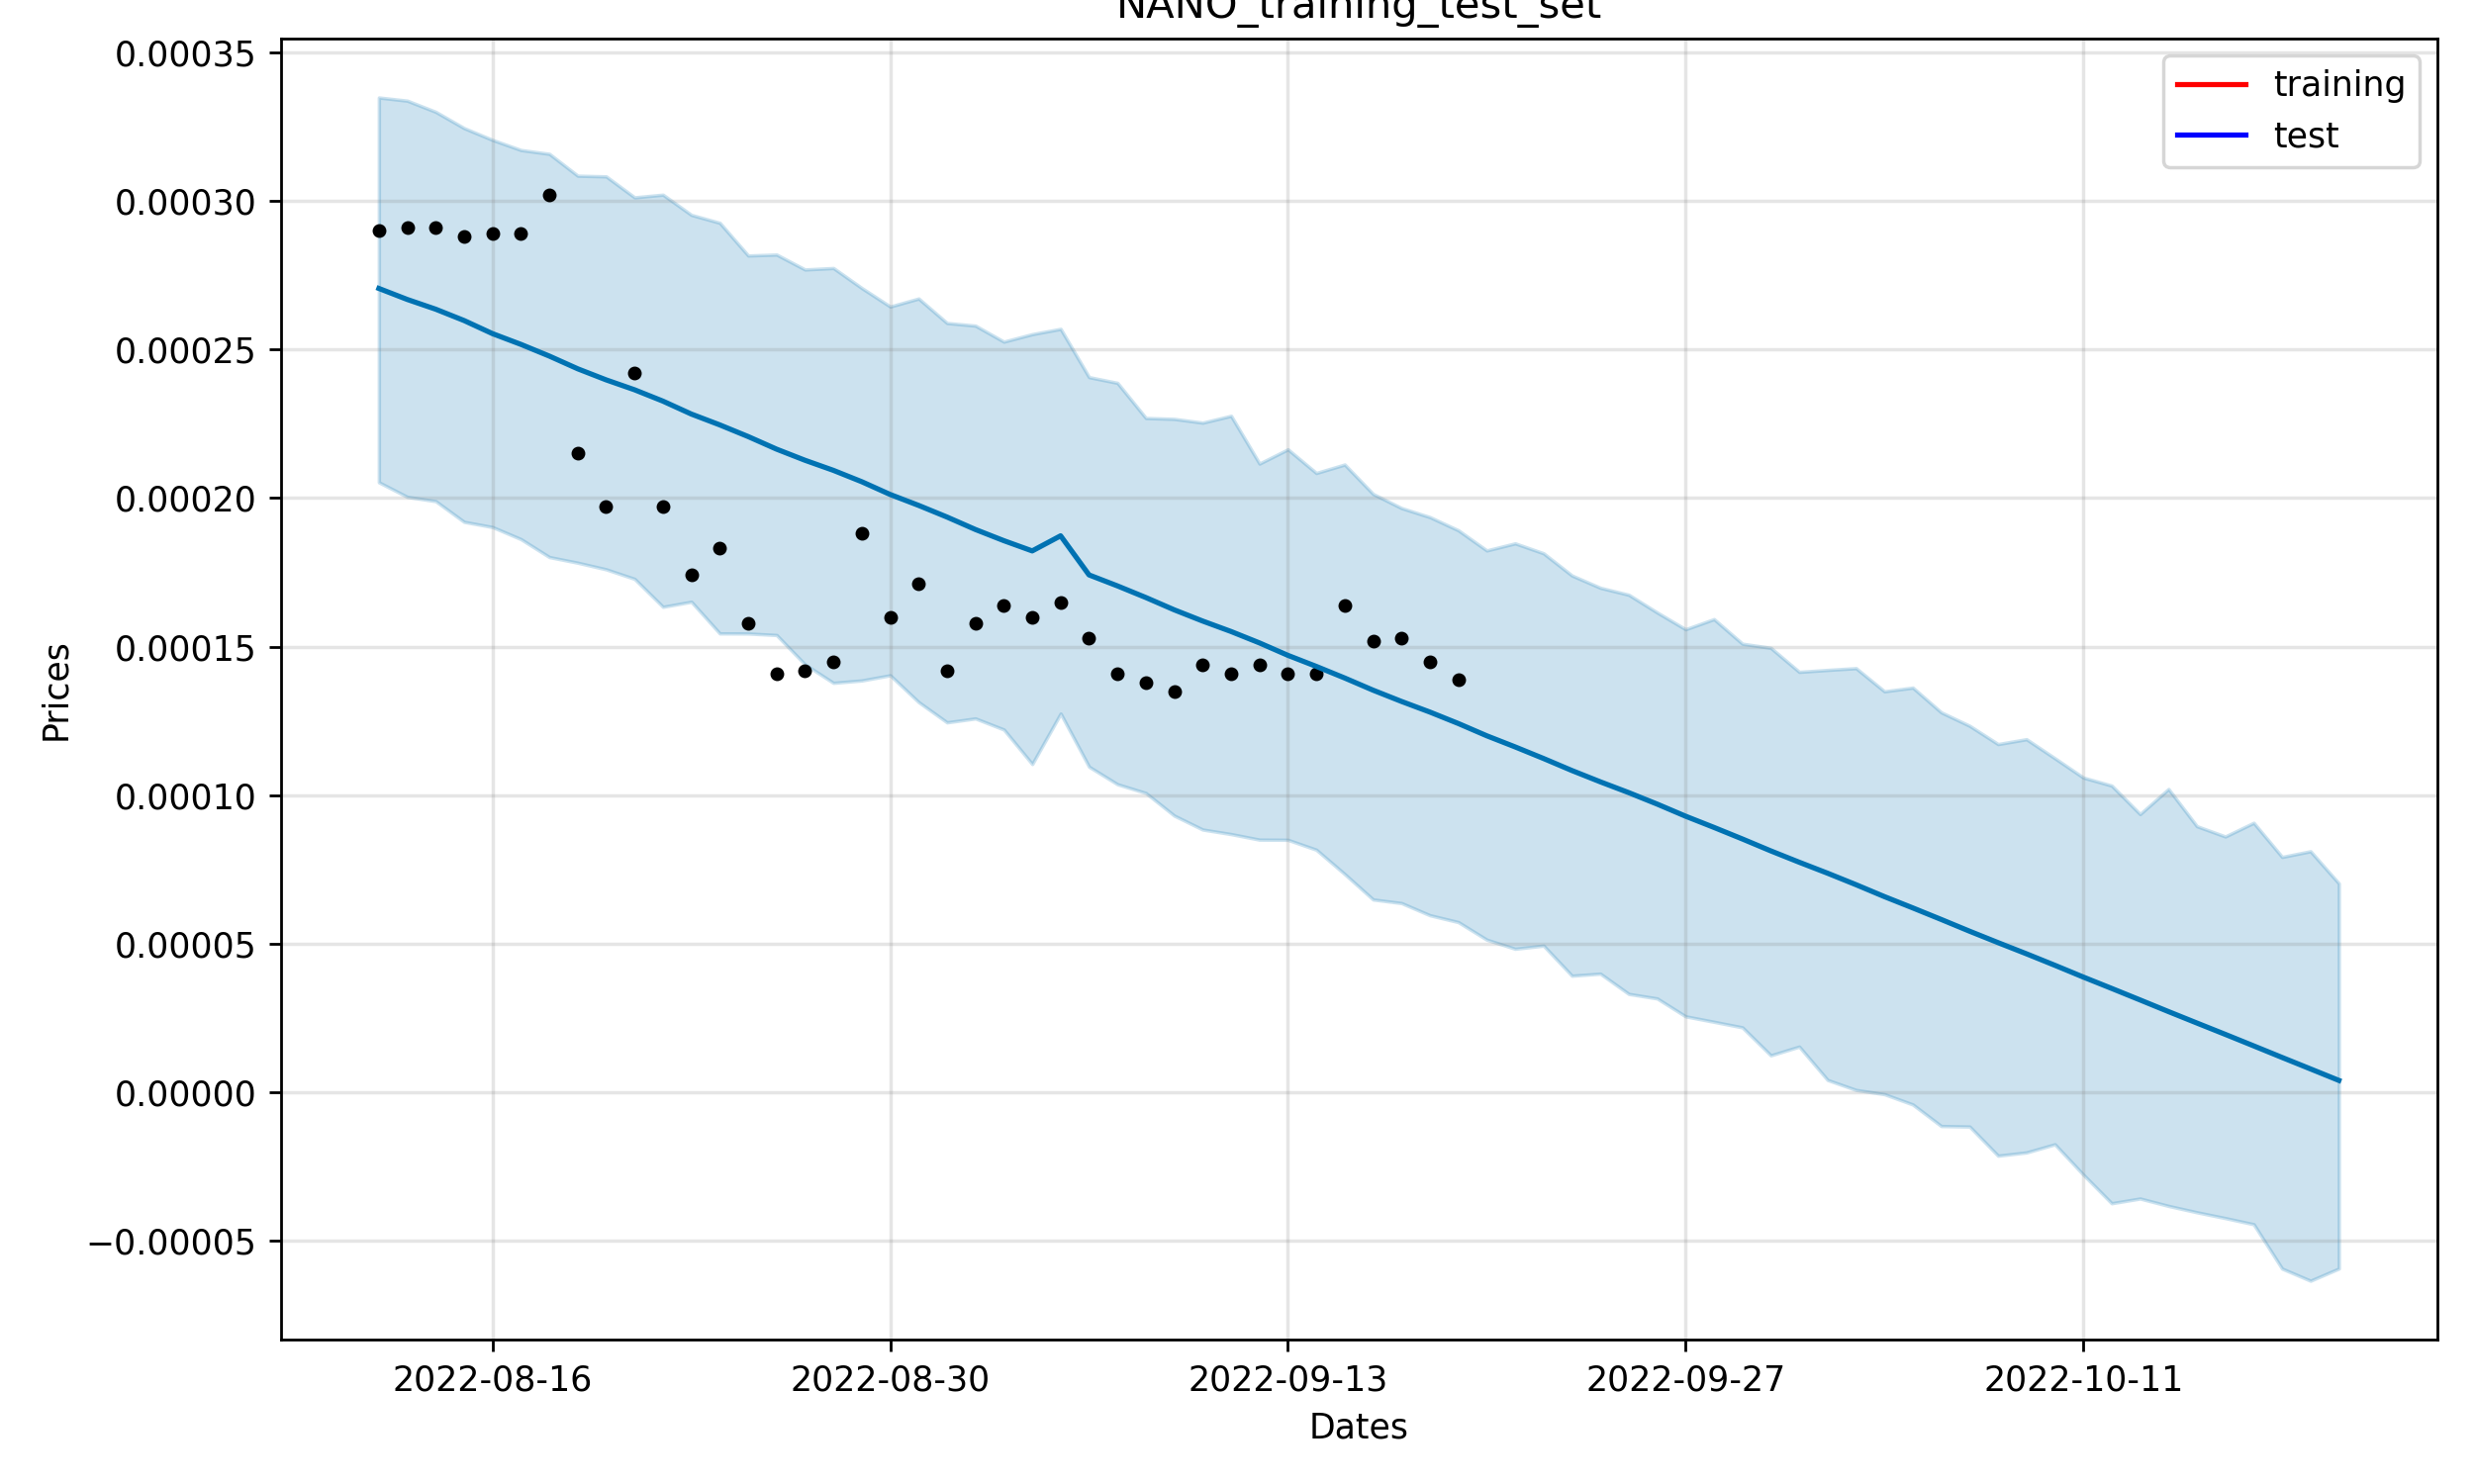 NANO_training_test_set
training
test
0.00035
0.00030
0.00025
0.00020
0.00015
0.00010
0.00005
0.00000
−0.00005
Prices
2022-08-16 2022-08-30 2022-09-13 2022-09-27 2022-10-11
Dates